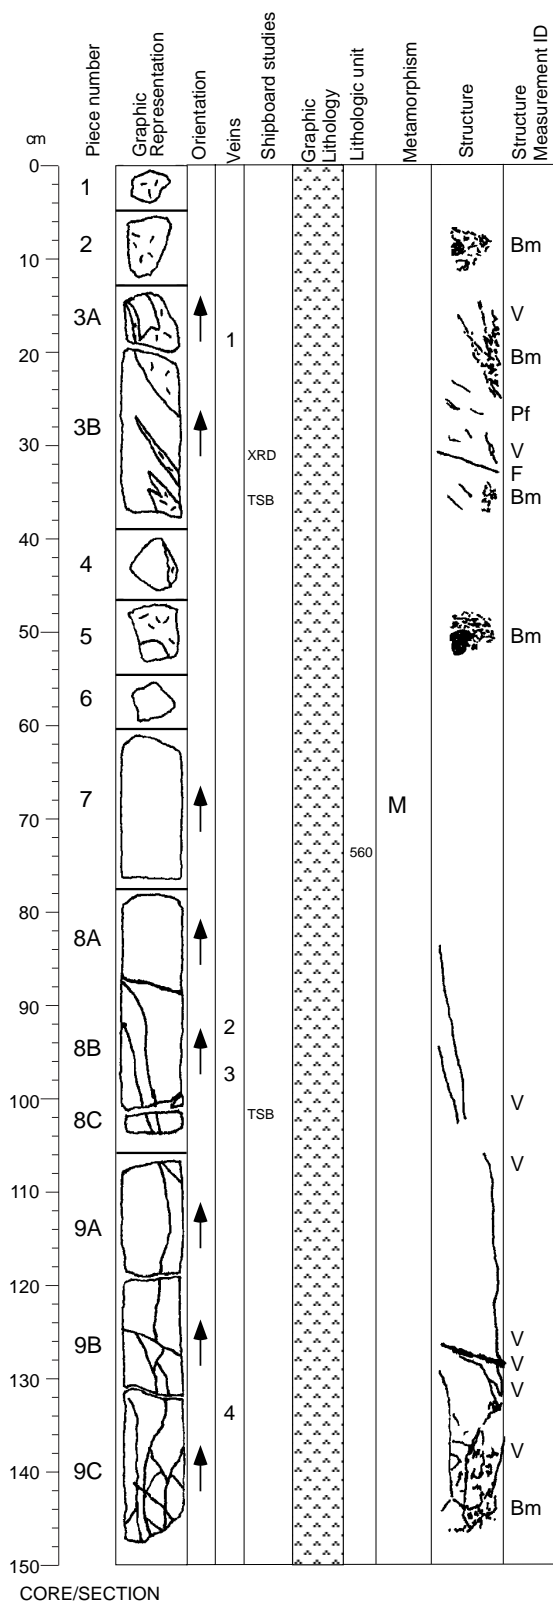 cm
Piece number
Graphic Representation
Orientation
Veins
Shipboard studies
Graphic Lithology
Lithologic unit
Metamorphism
Structure
Structure Measurement ID
0
1
2
Bm
10
3A
V
1
20
Bm
Pf
3B
30
XRD
V
F
TSB
Bm
40
4
50
5
Bm
6
60
7
M
70
560
80
8A
90
2
8B
3
100
V
8C
TSB
V
110
9A
120
9B
V
V
130
V
4
V
9C
140
Bm
150
CORE/SECTION